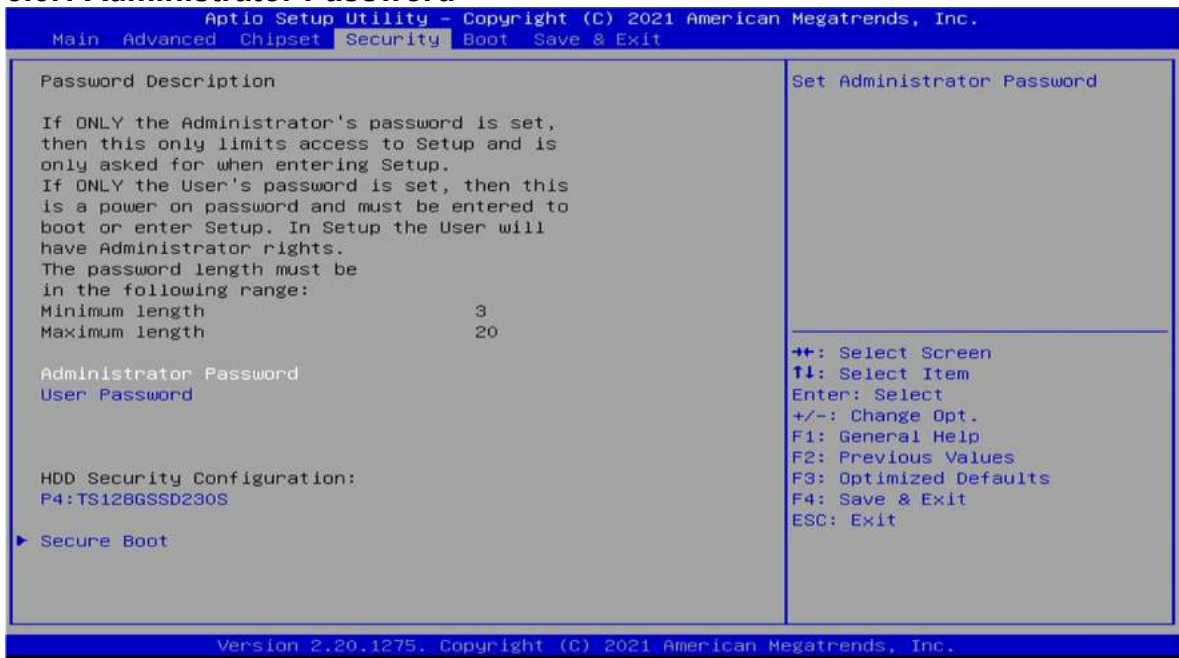 Administrator Password
Aptio Setup Utility – Copyright (C) 2021 American Megatrends, Inc.
Main Advanced Chipset Security Boot Save & Exit
Password Description
If ONLY the Administrator's password is set,
then this only limits access to Setup and is
only asked for when entering Setup.
If ONLY the User's password is set, then this
is a power on password and must be entered to
boot or enter Setup. In Setup the User will
have Administrator rights.
The password length must be
in the following range:
Minimum length 3
Maximum length 20
Administrator Password
User Password
HDD Security Configuration:
P4:TS128GSSD230S
Secure Boot
Set Administrator Password
→←: Select Screen
↑↓: Select Item
Enter: Select
+/-: Change Opt.
F1: General Help
F2: Previous Values
F3: Optimized Defaults
F4: Save & Exit
ESC: Exit
Version 2.20.1275. Copyright (C) 2021 American Megatrends, Inc.